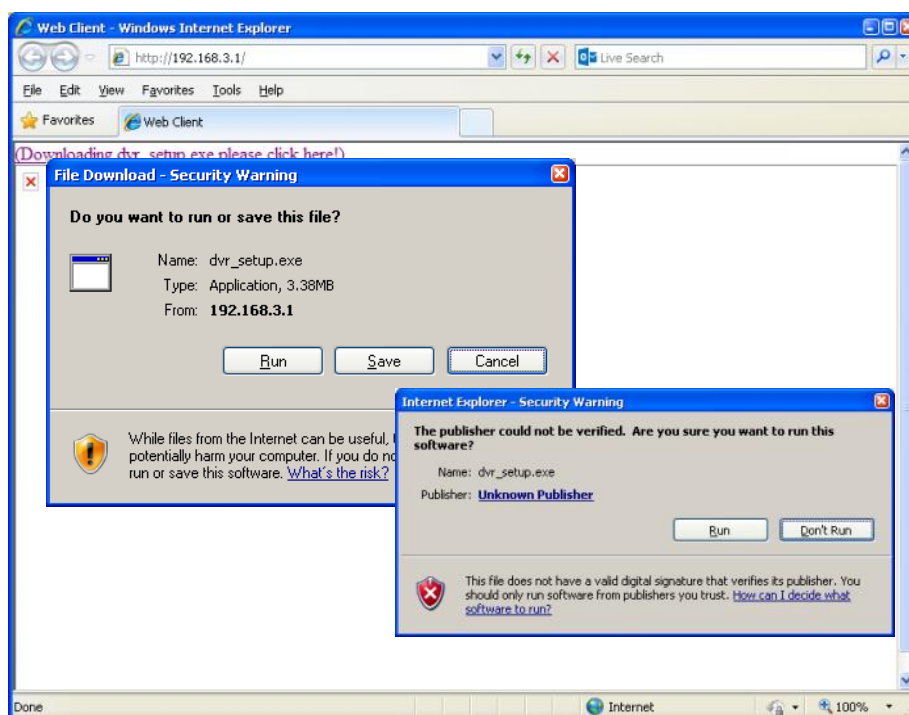 Web Client - Windows Internet Explorer
http://192.168.3.1/
Live Search
File Edit View Favorites Tools Help
Favorites
Web Client
(Downloading dvr_setup.exe please click here!)
File Download - Security Warning
Do you want to run or save this file?
Name: dvr_setup.exe
Type: Application, 3.38MB
From: 192.168.3.1
Run Save Cancel
While files from the Internet can be useful,
potentially harm your computer. If you do no
run or save this software. What's the risk?
Internet Explorer - Security Warning
The publisher could not be verified. Are you sure you want to run this
software?
Name: dvr_setup.exe
Publisher: Unknown Publisher
Run Don't Run
This file does not have a valid digital signature that verifies its publisher. You
should only run software from publishers you trust. How can I decide what
software to run?
Done
Internet
100%